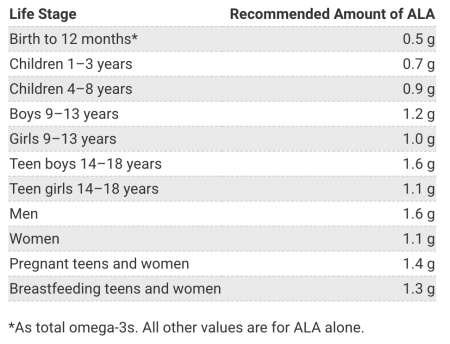 Life Stage Recommended Amount of ALA
Birth to 12 months* 0.5 g
Children 1–3 years 0.7 g
Children 4–8 years 0.9 g
Boys 9–13 years 1.2 g
Girls 9–13 years 1.0 g
Teen boys 14–18 years 1.6 g
Teen girls 14–18 years 1.1 g
Men 1.6 g
Women 1.1 g
Pregnant teens and women 1.4 g
Breastfeeding teens and women 1.3 g
*As total omega-3s. All other values are for ALA alone.